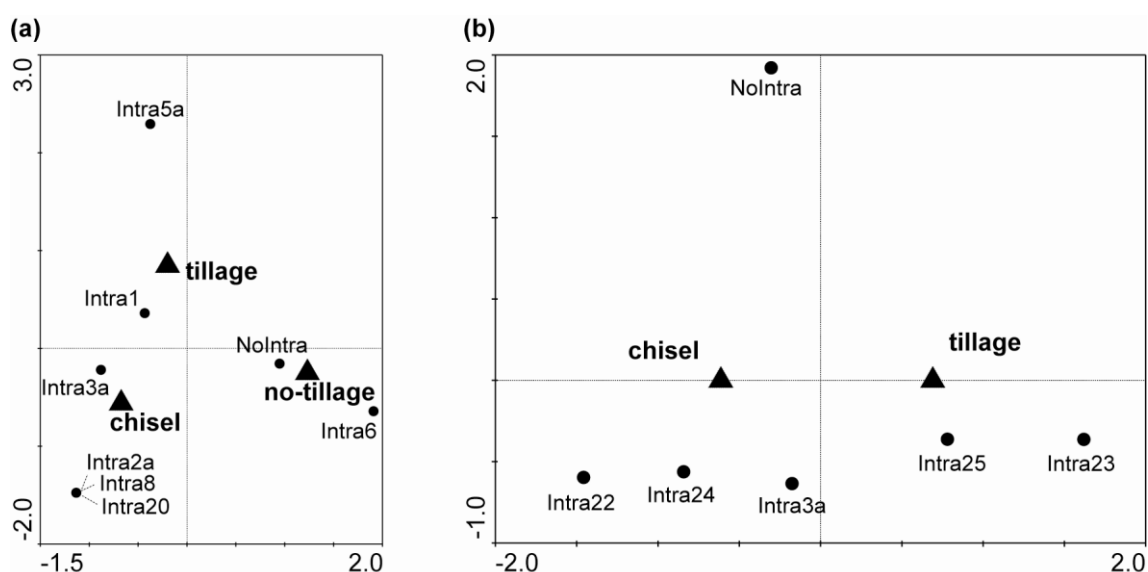 (a)
3.0
Intra5a
tillage
Intra1
NoIntra
no-tillage
Intra3a
chisel
Intra6
Intra2a
Intra8
Intra20
-2.0
-1.5
2.0
(b)
2.0
NoIntra
chisel
tillage
Intra25
Intra23
Intra22
Intra24
Intra3a
-1.0
-2.0
2.0